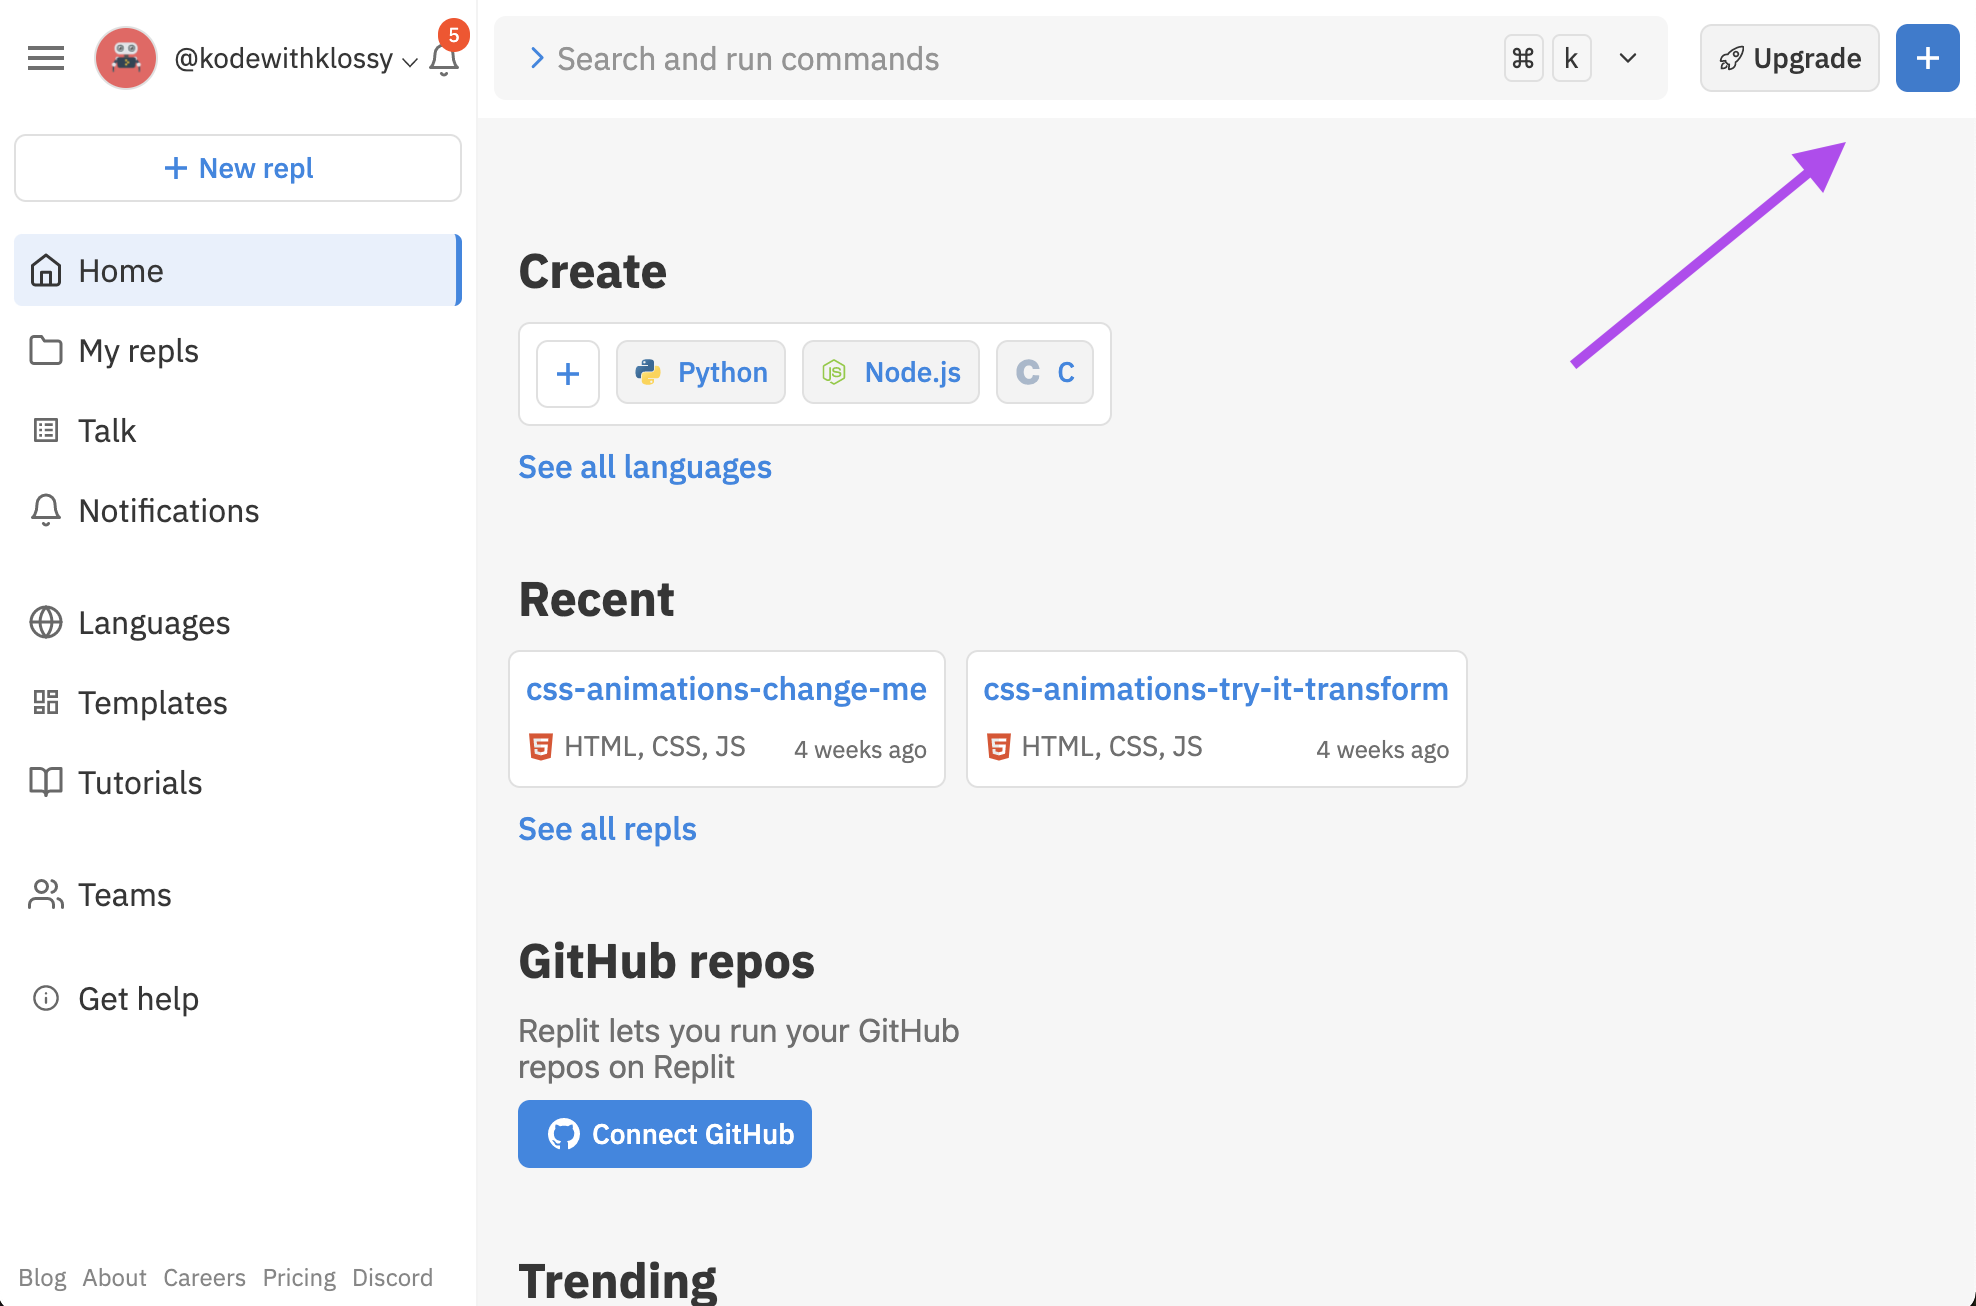 @kodewithklossy
5
Search and run commands
⌘ k
Upgrade
+ New repl
Home
My repls
Talk
Notifications
Languages
Templates
Tutorials
Teams
Get help
Blog About Careers Pricing Discord
Create
+ Python JS Node.js C C
See all languages
Recent
css-animations-change-me
5 HTML, CSS, JS 4 weeks ago
css-animations-try-it-transform
5 HTML, CSS, JS 4 weeks ago
See all repls
GitHub repos
Replit lets you run your GitHub
repos on Replit
Connect GitHub
Trending